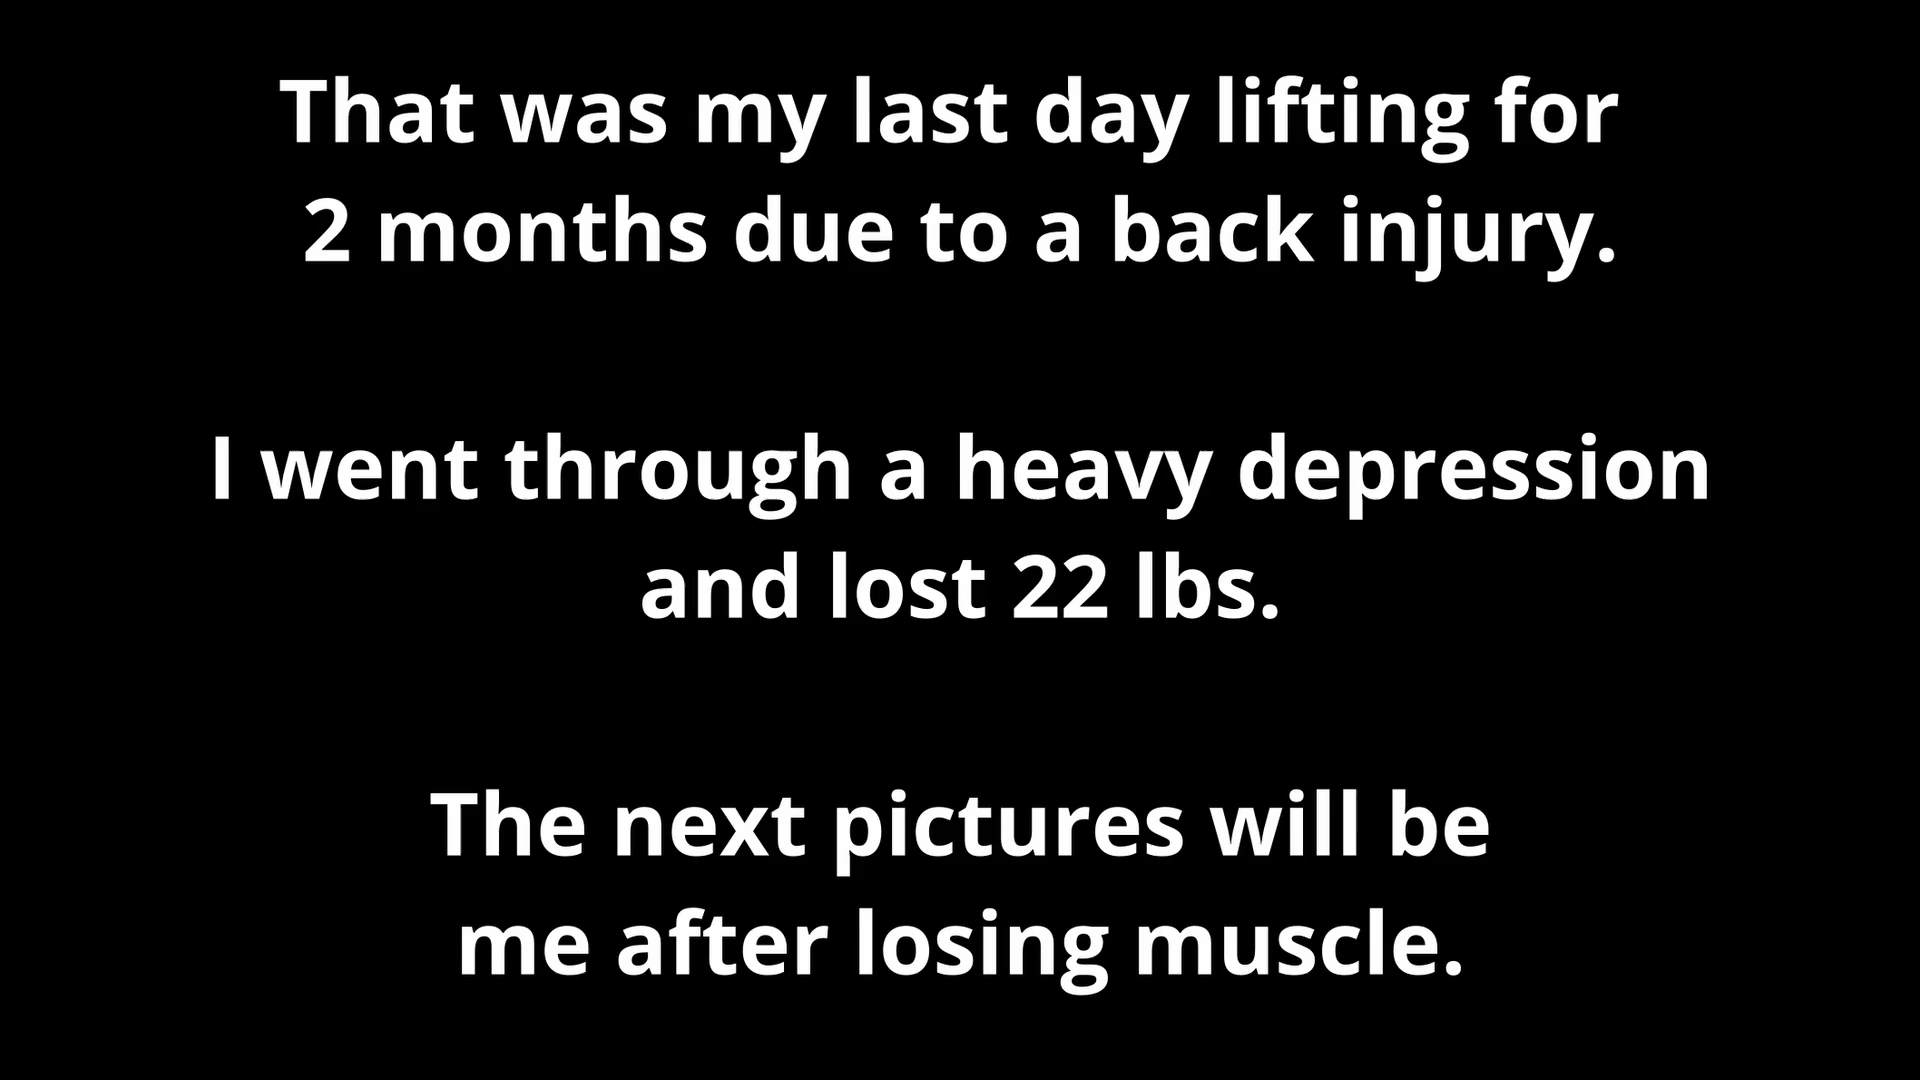 That was my last day lifting for
2 months due to a back injury.
I went through a heavy depression
and lost 22 lbs.
The next pictures will be
me after losing muscle.